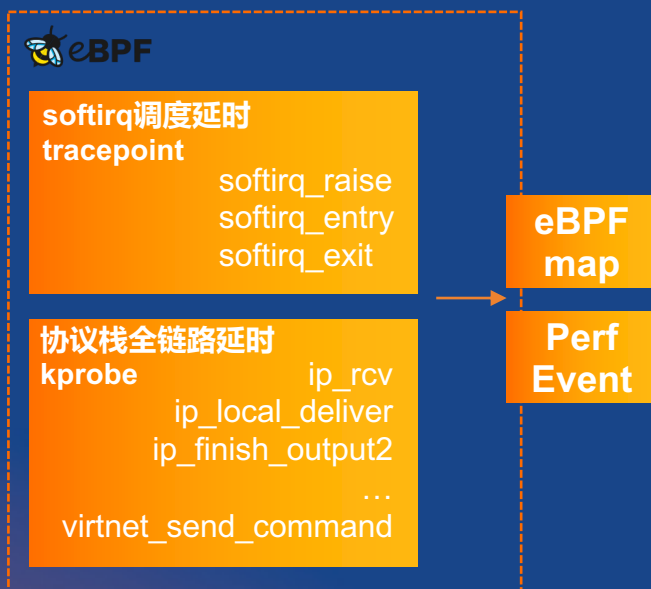 eBPF
softirq调度延时
tracepoint
softirq_raise
softirq_entry
softirq_exit
协议栈全链路延时
kprobe ip_rcv
ip_local_deliver
ip_finish_output2
…
virtnet_send_command
eBPF
map
Perf
Event